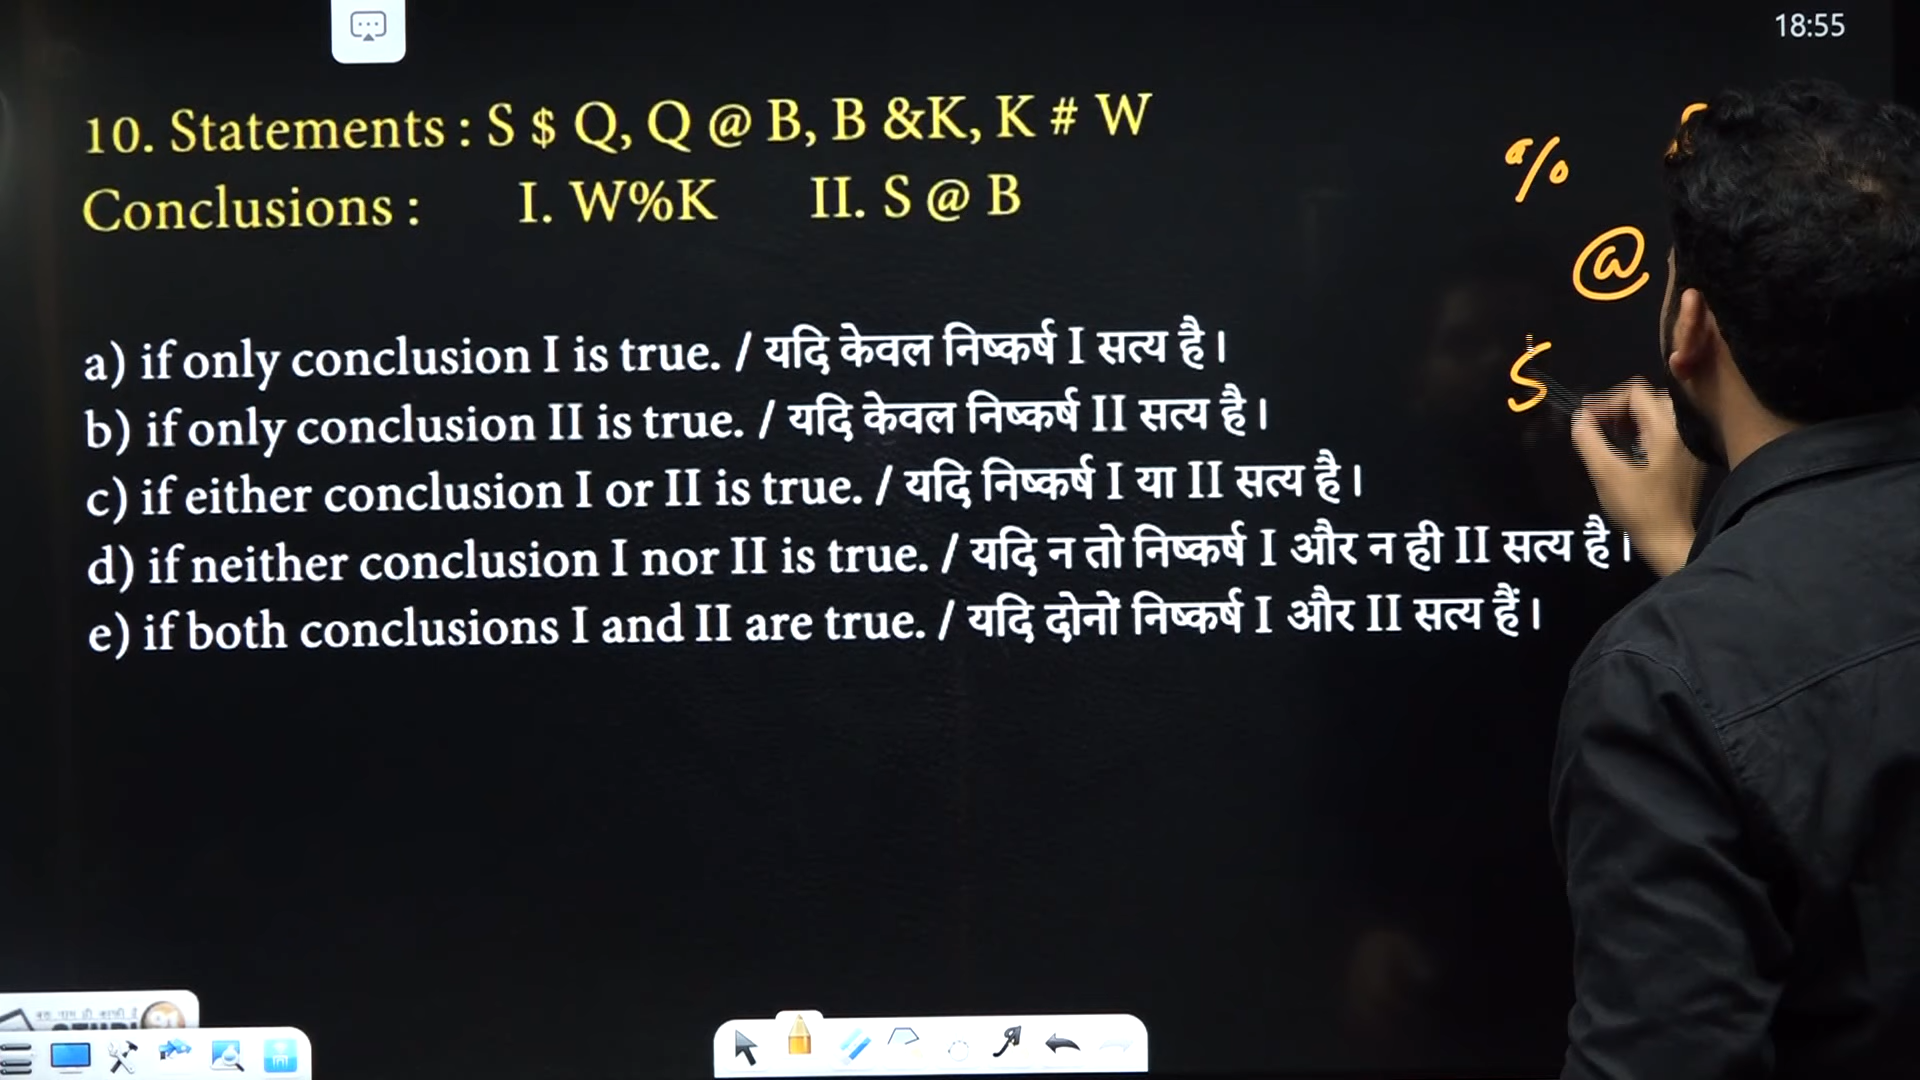 18:55
10. Statements : S $ Q, Q @ B, B &K, K # W
Conclusions : I. W%K II. S @ B
a) if only conclusion I is true. / यदि केवल निष्कर्ष I सत्य है।
b) if only conclusion II is true. / यदि केवल निष्कर्ष II सत्य है।
c) if either conclusion I or II is true. / यदि निष्कर्ष I या II सत्य है।
d) if neither conclusion I nor II is true. / यदि न तो निष्कर्ष I और न ही II सत्य है।
e) if both conclusions I and II are true. / यदि दोनों निष्कर्ष I और II सत्य हैं।
%
@
S